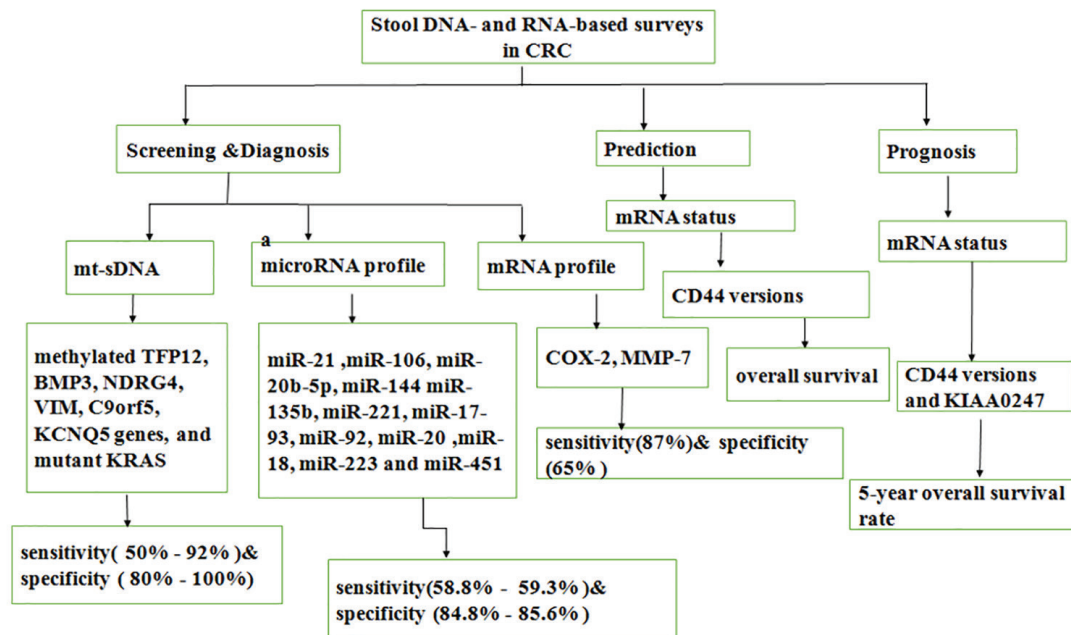 Stool DNA- and RNA-based surveys
in CRC
Screening &Diagnosis
Prediction
Prognosis
mt-sDNA
a
microRNA profile
mRNA profile
mRNA status
mRNA status
CD44 versions
methylated TFP12,
BMP3, NDRG4,
VIM, C9orf5,
KCNQ5 genes, and
mutant KRAS
miR-21 ,miR-106, miR-
20b-5p, miR-144 miR-
135b, miR-221, miR-17-
93, miR-92, miR-20 ,miR-
18, miR-223 and miR-451
COX-2, MMP-7
overall survival
CD44 versions
and KIAA0247
sensitivity(87%)& specificity
(65% )
5-year overall survival
rate
sensitivity( 50% - 92% )&
specificity ( 80% - 100%)
sensitivity(58.8% - 59.3%)&
specificity (84.8% - 85.6%)